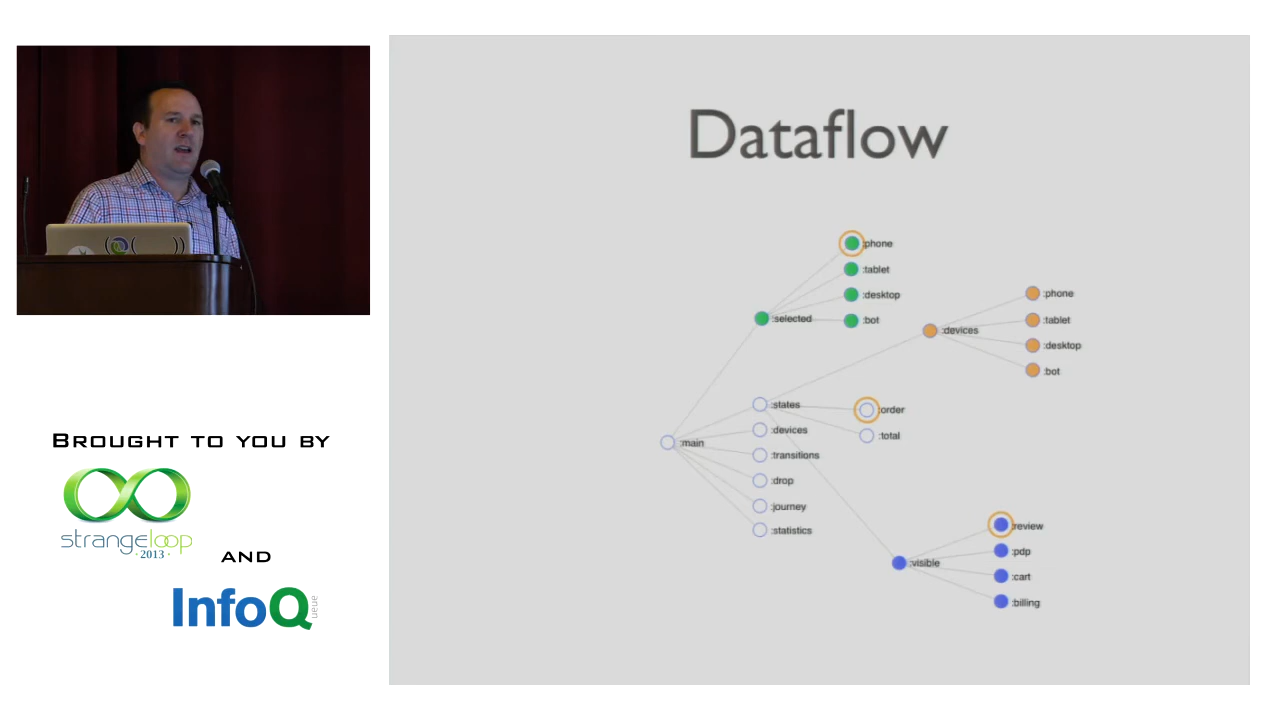 Dataflow
:phone
:tablet
:desktop
:bot
:selected
:devices
:phone
:tablet
:desktop
:bot
:main
:states
:devices
:transitions
:drop
:journey
:statistics
:order
:total
:visible
:review
:pdp
:cart
:billing
BROUGHT TO YOU BY
strangeloop
· 2013 ·
AND
InfoQ